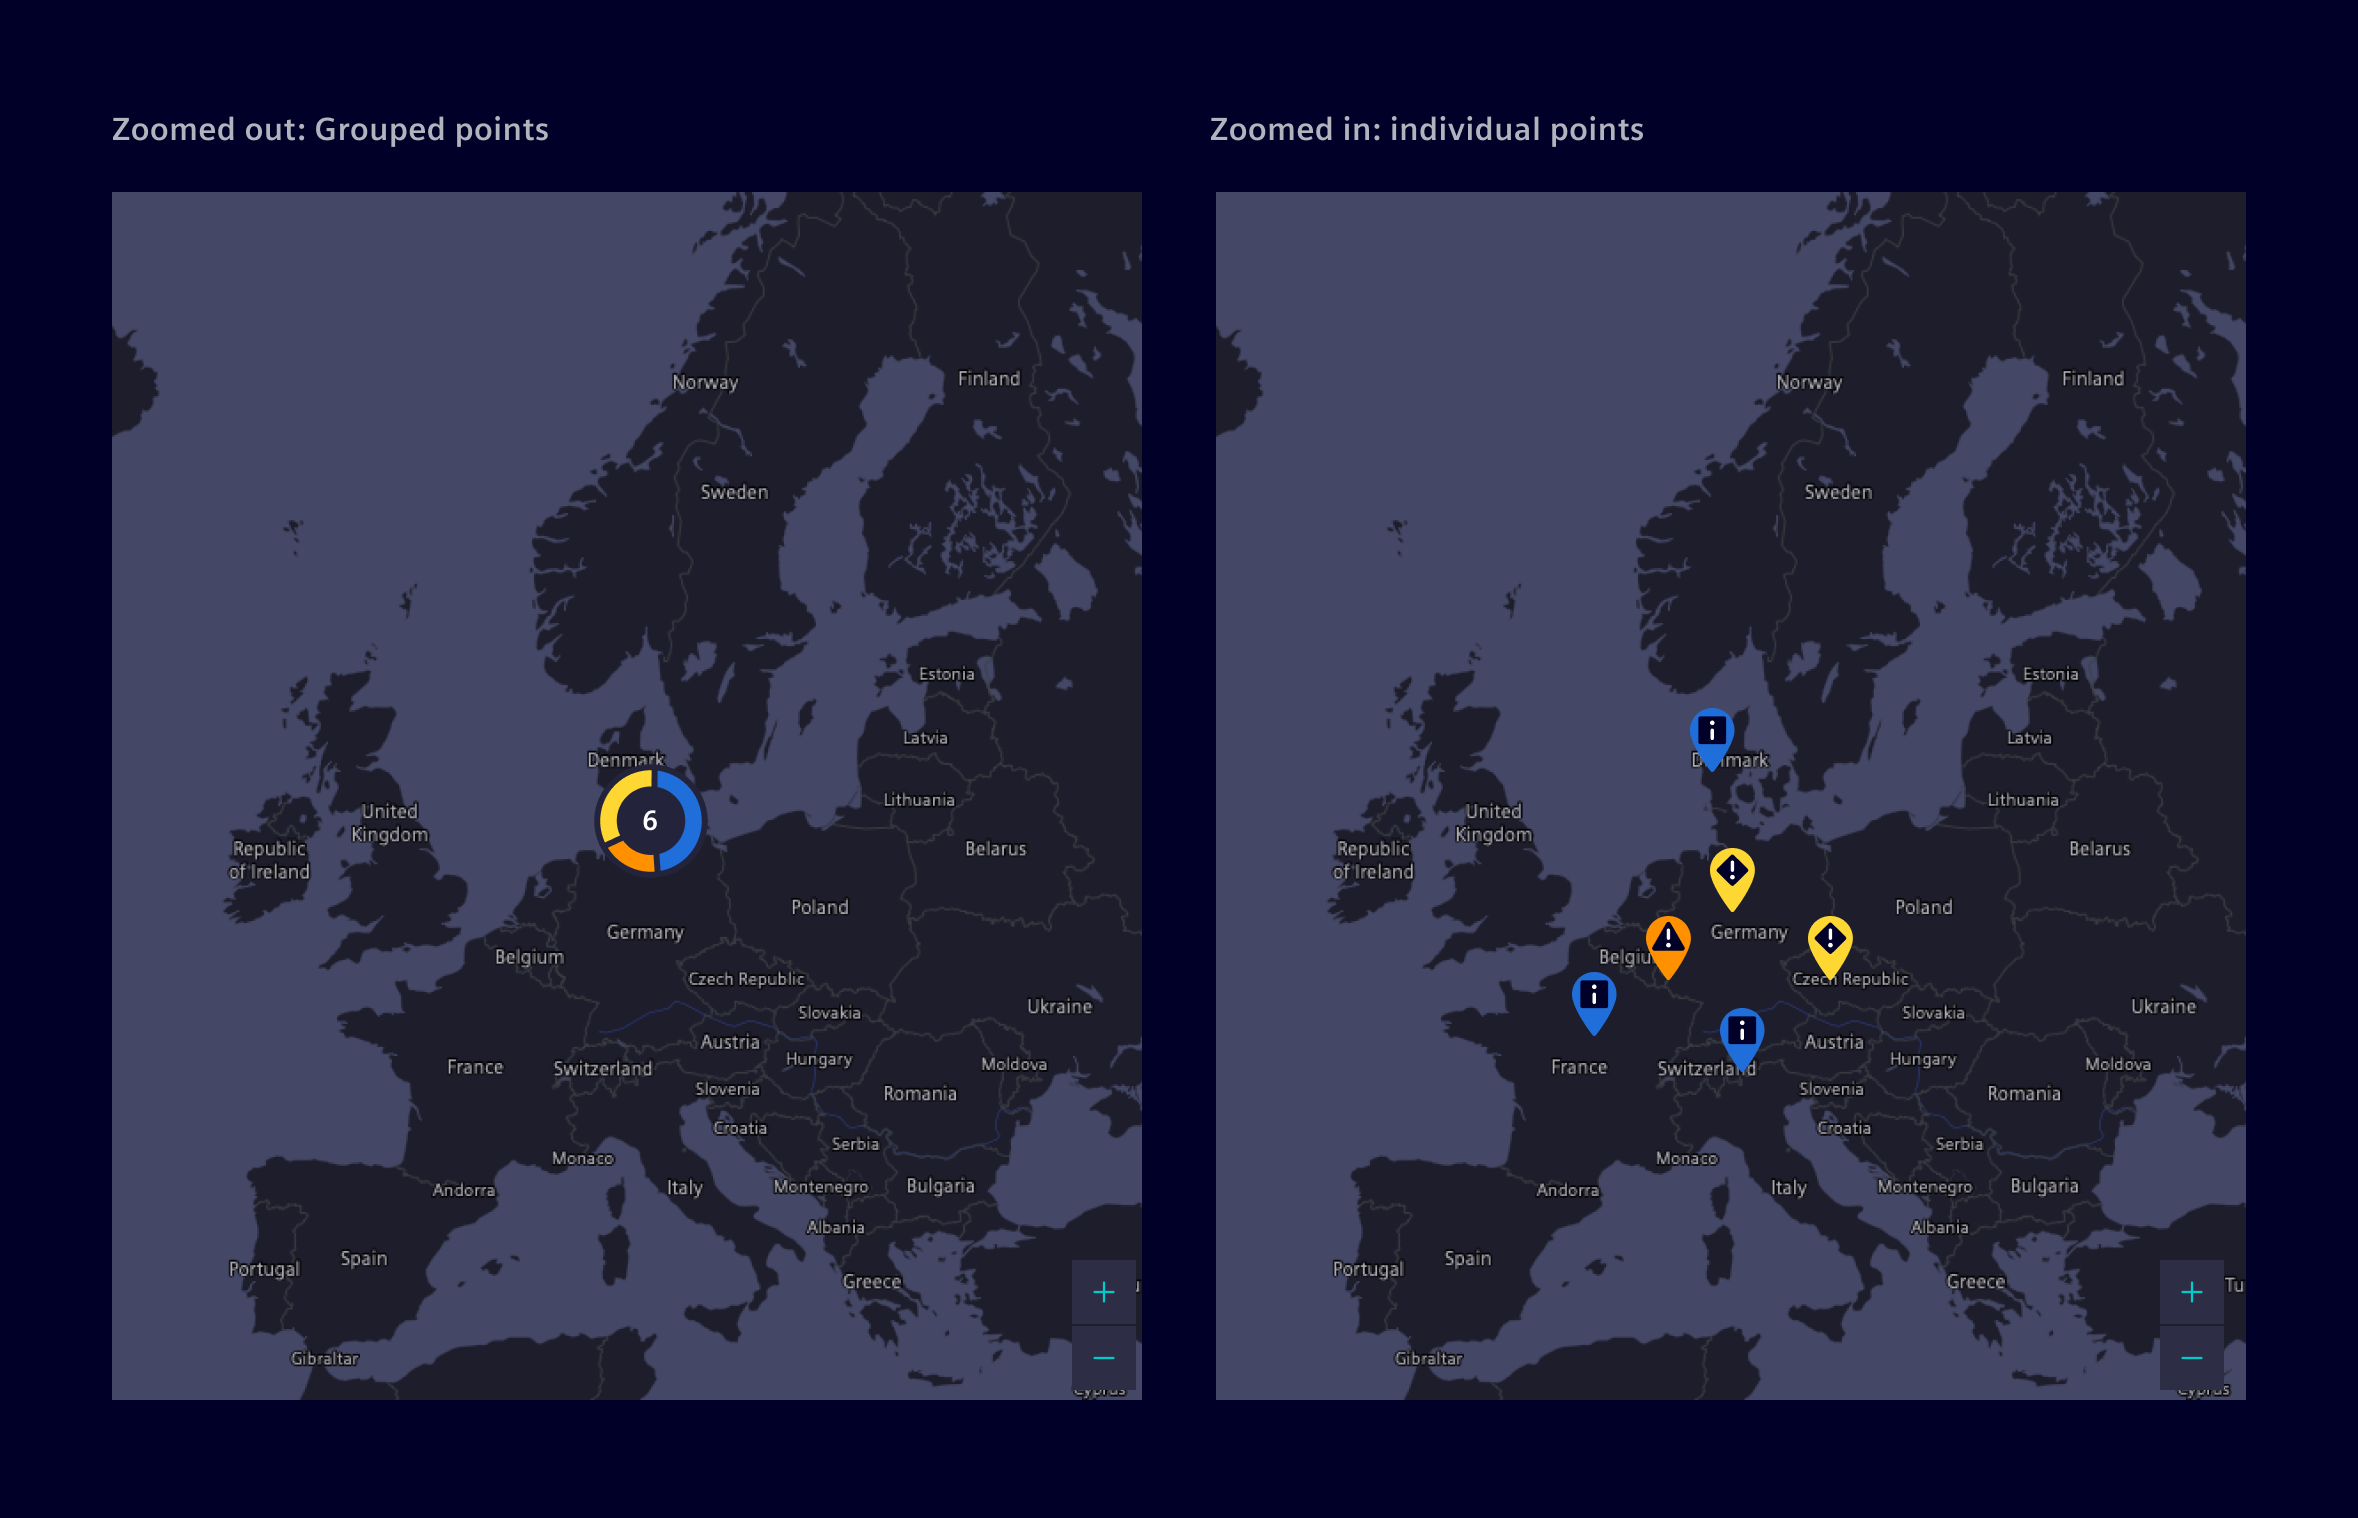 Zoomed out: Grouped points
Norway
Finland
Sweden
Estonia
Latvia
Denmark
Lithuania
United
Kingdom
6
Republic
of Ireland
Belarus
Poland
Germany
Belgium
Czech Republic
Ukraine
Slovakia
Austria
Hungary
France
Switzerland
Moldova
Slovenia
Romania
Croatia
Serbia
Monaco
Andorra
Italy
Montenegro
Bulgaria
Albania
Portugal
Spain
Greece
+
Gibraltar
−
Cyprus
Zoomed in: individual points
Norway
Finland
Sweden
Estonia
i
Latvia
Denmark
Lithuania
United
Kingdom
Republic
of Ireland
Belarus
!
Poland
Germany
!
!
Belgium
Czech Republic
i
Ukraine
Slovakia
i
Austria
Hungary
France
Switzerland
Moldova
Slovenia
Romania
Croatia
Serbia
Monaco
Andorra
Italy
Montenegro
Bulgaria
Albania
Portugal
Spain
Greece
+
Tu
Gibraltar
−
Cyprus